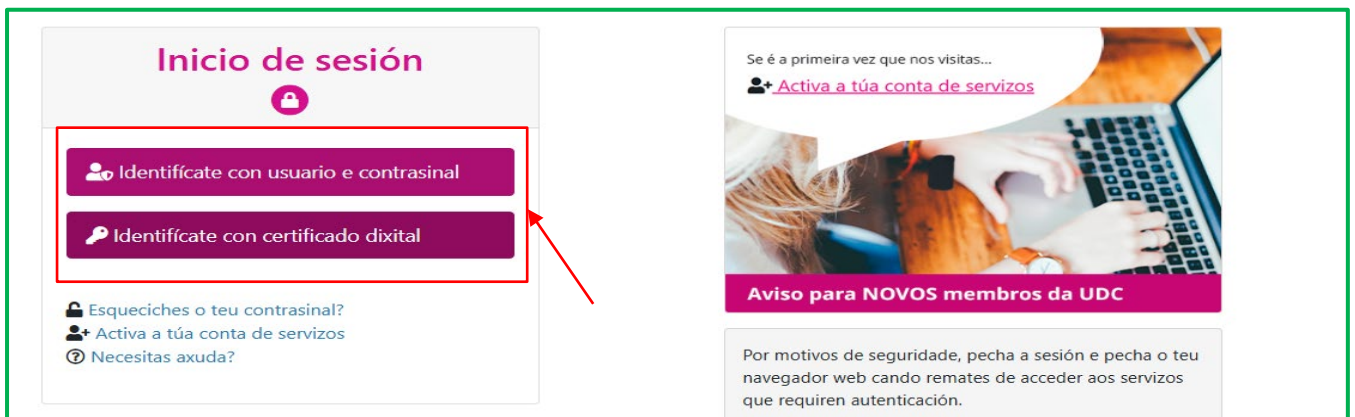 Inicio de sesión
Identifícate con usuario e contrasinal
Identifícate con certificado dixital
Esqueciches o teu contrasinal?
Activa a túa conta de servizos
Necesitas axuda?
Se é a primeira vez que nos visitas...
Activa a túa conta de servizos
Aviso para NOVOS membros da UDC
Por motivos de seguridade, pecha a sesión e pecha o teu
navegador web cando remates de acceder aos servizos
que requiren autenticación.